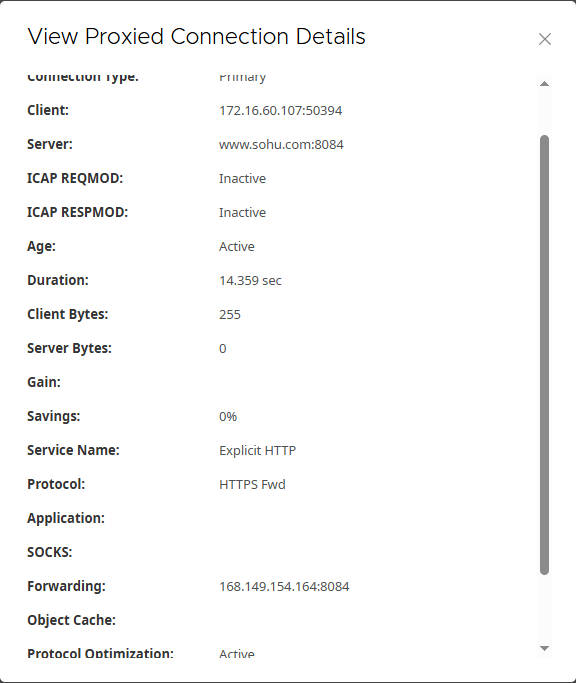 View Proxied Connection Details
Connection Type: Primary
Client: 172.16.60.107:50394
Server: www.sohu.com:8084
ICAP REQMOD: Inactive
ICAP RESPMOD: Inactive
Age: Active
Duration: 14.359 sec
Client Bytes: 255
Server Bytes: 0
Gain:
Savings: 0%
Service Name: Explicit HTTP
Protocol: HTTPS Fwd
Application:
SOCKS:
Forwarding: 168.149.154.164:8084
Object Cache:
Protocol Optimization: Active